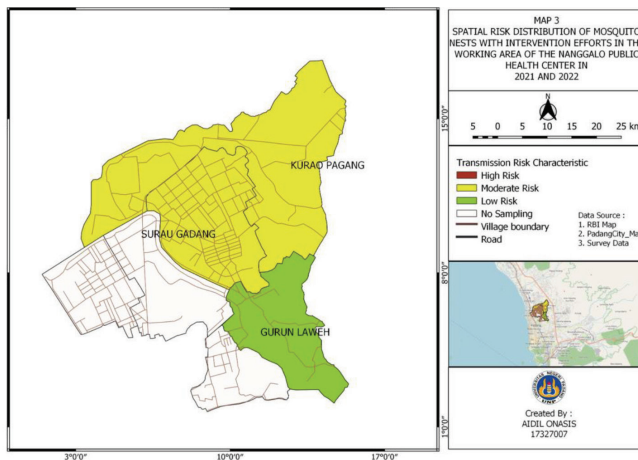 MAP 3
SPATIAL RISK DISTRIBUTION OF MOSQUITO
NESTS WITH INTERVENTION EFFORTS IN TH
WORKING AREA OF THE NANGGALO PUBLIC
HEALTH CENTER IN
2021 AND 2022
N
5 0 5 10 15 20 25 km
Transmission Risk Characteristic
High Risk
Moderate Risk
Low Risk
No Sampling
Village boundary
Road
Data Source :
1. RBI Map
2. PadangCity_Ma
3. Survey Data
KURAO PAGANG
SURAU GADANG
GURUN LAWEH
15°0'0"
8°0'0"
1°0'0"
3°0'0"
10°0'0"
17°0'0"
UNP
Created By :
AIDIL ONASIS
17327007